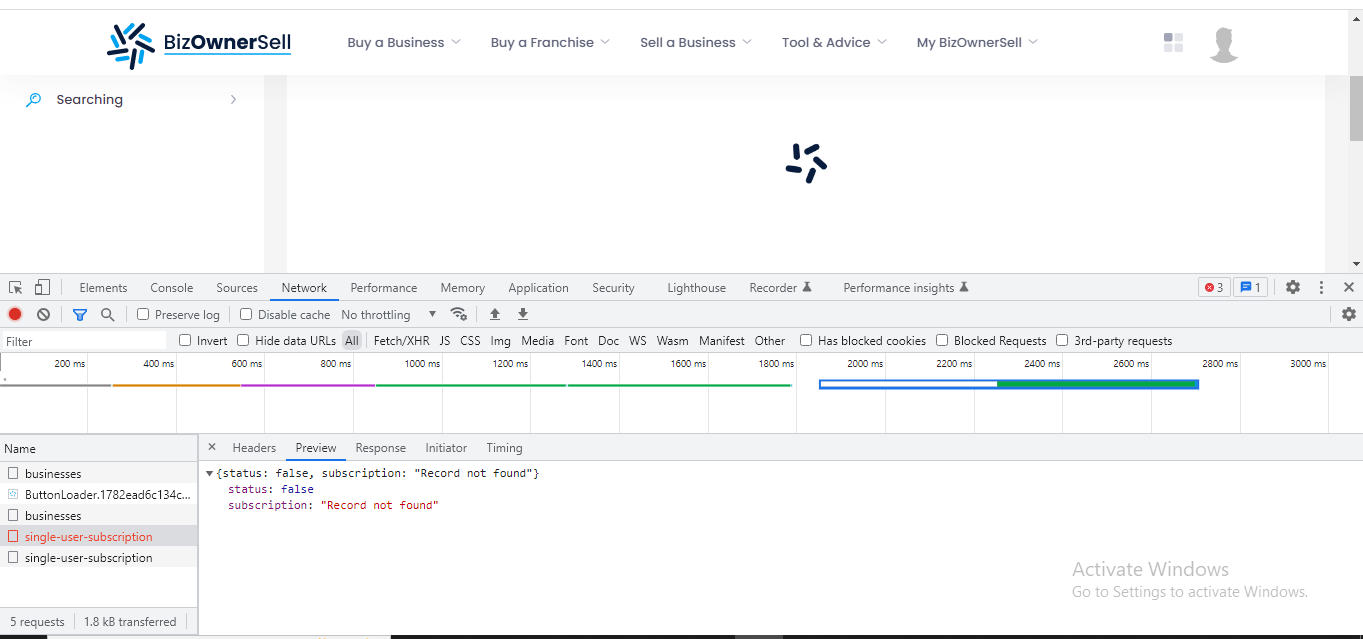 BizOwnerSell
Buy a Business
Buy a Franchise
Sell a Business
Tool & Advice
My BizOwnerSell
Searching
Elements
Console
Sources
Network
Performance
Memory
Application
Security
Lighthouse
Recorder
Performance insights
3
1
Preserve log
Disable cache
No throttling
Filter
Invert
Hide data URLs
All
Fetch/XHR
JS
CSS
Img
Media
Font
Doc
WS
Wasm
Manifest
Other
Has blocked cookies
Blocked Requests
3rd-party requests
200 ms
400 ms
600 ms
800 ms
1000 ms
1200 ms
1400 ms
1600 ms
1800 ms
2000 ms
2200 ms
2400 ms
2600 ms
2800 ms
3000 ms
Name
Headers
Preview
Response
Initiator
Timing
businesses
ButtonLoader.1782ead6c134c...
businesses
single-user-subscription
single-user-subscription
{status: false, subscription: "Record not found"}
status: false
subscription: "Record not found"
Activate Windows
Go to Settings to activate Windows.
5 requests
1.8 kB transferred